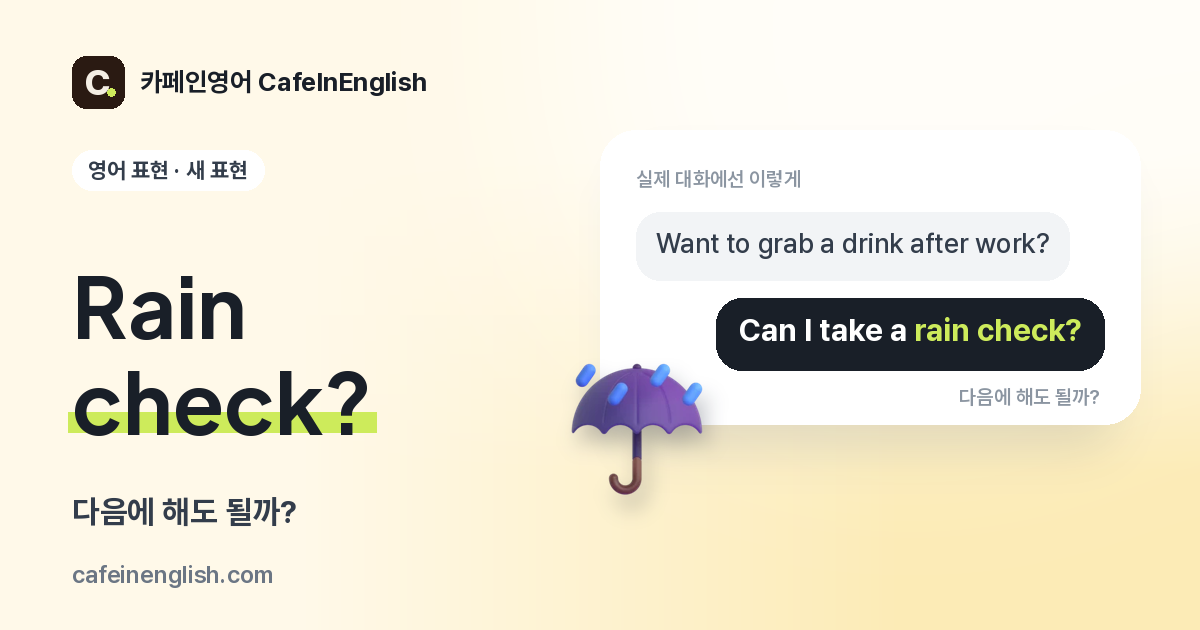 C
카페인영어 CafeInEnglish
영어 표현 · 새 표현
Rain
check?
다음에 해도 될까?
cafeinenglish.com
실제 대화에선 이렇게
Want to grab a drink after work?
Can I take a rain check?
다음에 해도 될까?